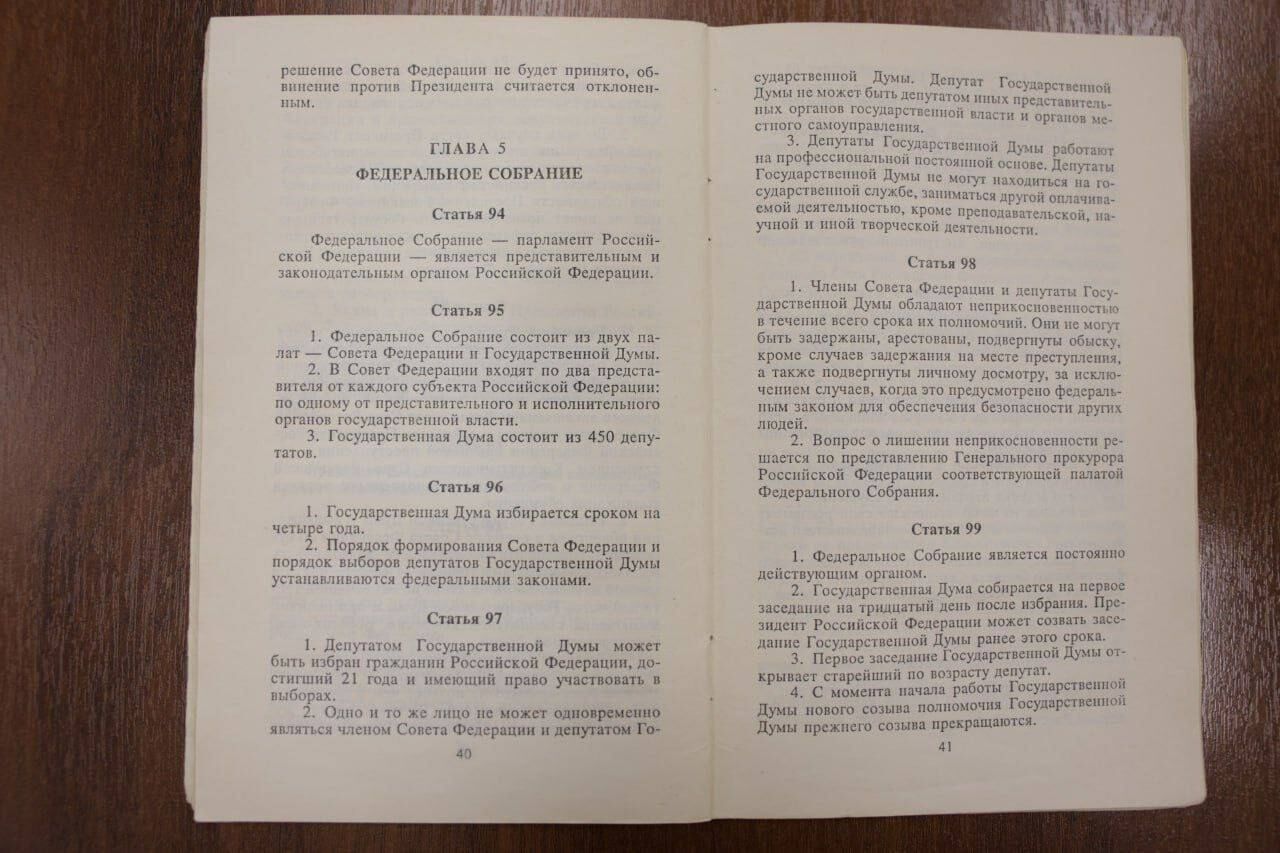 решение Совета Федерации не будет принято, об-
винение против Президента считается отклонен-
ным.
ГЛАВА 5
ФЕДЕРАЛЬНОЕ СОБРАНИЕ
Статья 94
Федеральное Собрание — парламент Россий-
ской Федерации — является представительным и
законодательным органом Российской Федерации.
Статья 95
1. Федеральное Собрание состоит из двух па-
лат — Совета Федерации и Государственной Думы.
2. В Совет Федерации входят по два предста-
вителя от каждого субъекта Российской Федерации:
по одному от представительного и исполнительного
органов государственной власти.
3. Государственная Дума состоит из 450 депу-
татов.
Статья 96
1. Государственная Дума избирается сроком на
четыре года.
2. Порядок формирования Совета Федерации и
порядок выборов депутатов Государственной Думы
устанавливаются федеральными законами.
Статья 97
1. Депутатом Государственной Думы может
быть избран гражданин Российской Федерации, до-
стигший 21 года и имеющий право участвовать в
выборах.
2. Одно и то же лицо не может одновременно
являться членом Совета Федерации и депутатом Го-
40
сударственной Думы. Депутат Государственной
Думы не может быть депутатом иных представитель-
ных органов государственной власти и органов ме-
стного самоуправления.
3. Депутаты Государственной Думы работают
на профессиональной постоянной основе. Депутаты
Государственной Думы не могут находиться на го-
сударственной службе, заниматься другой оплачива-
емой деятельностью, кроме преподавательской, на-
учной и иной творческой деятельности.
Статья 98
1. Члены Совета Федерации и депутаты Госу-
дарственной Думы обладают неприкосновенностью
в течение всего срока их полномочий. Они не могут
быть задержаны, арестованы, подвергнуты обыску,
кроме случаев задержания на месте преступления,
а также подвергнуты личному досмотру, за исклю-
чением случаев, когда это предусмотрено федераль-
ным законом для обеспечения безопасности других
людей.
2. Вопрос о лишении неприкосновенности ре-
шается по представлению Генерального прокурора
Российской Федерации соответствующей палатой
Федерального Собрания.
Статья 99
1. Федеральное Собрание является постоянно
действующим органом.
2. Государственная Дума собирается на первое
заседание на тридцатый день после избрания. Пре-
зидент Российской Федерации может созвать засе-
дание Государственной Думы ранее этого срока.
3. Первое заседание Государственной Думы от-
крывает старейший по возрасту депутат.
4. С момента начала работы Государственной
Думы нового созыва полномочия Государственной
Думы прежнего созыва прекращаются.
41